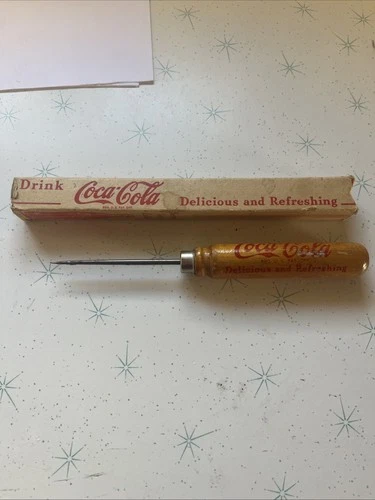 Drink Coca-Cola Delicious and Refreshing
Coca-Cola
Delicious and Refreshing